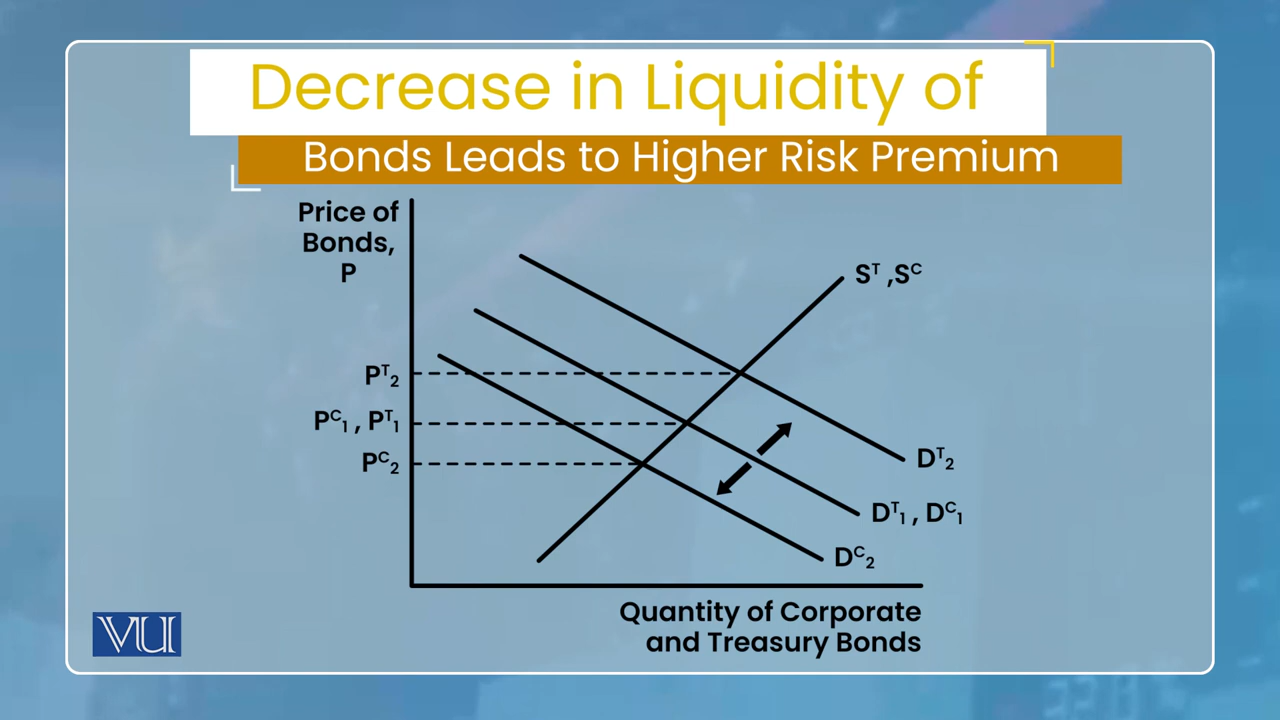 Decrease in Liquidity of
Bonds Leads to Higher Risk Premium
Price of
Bonds,
P
Sᵀ ,Sᶜ
Pᵀ₂
Pᶜ₁ , Pᵀ₁
Pᶜ₂
Dᵀ₂
Dᵀ₁ , Dᶜ₁
Dᶜ₂
Quantity of Corporate
and Treasury Bonds
VU